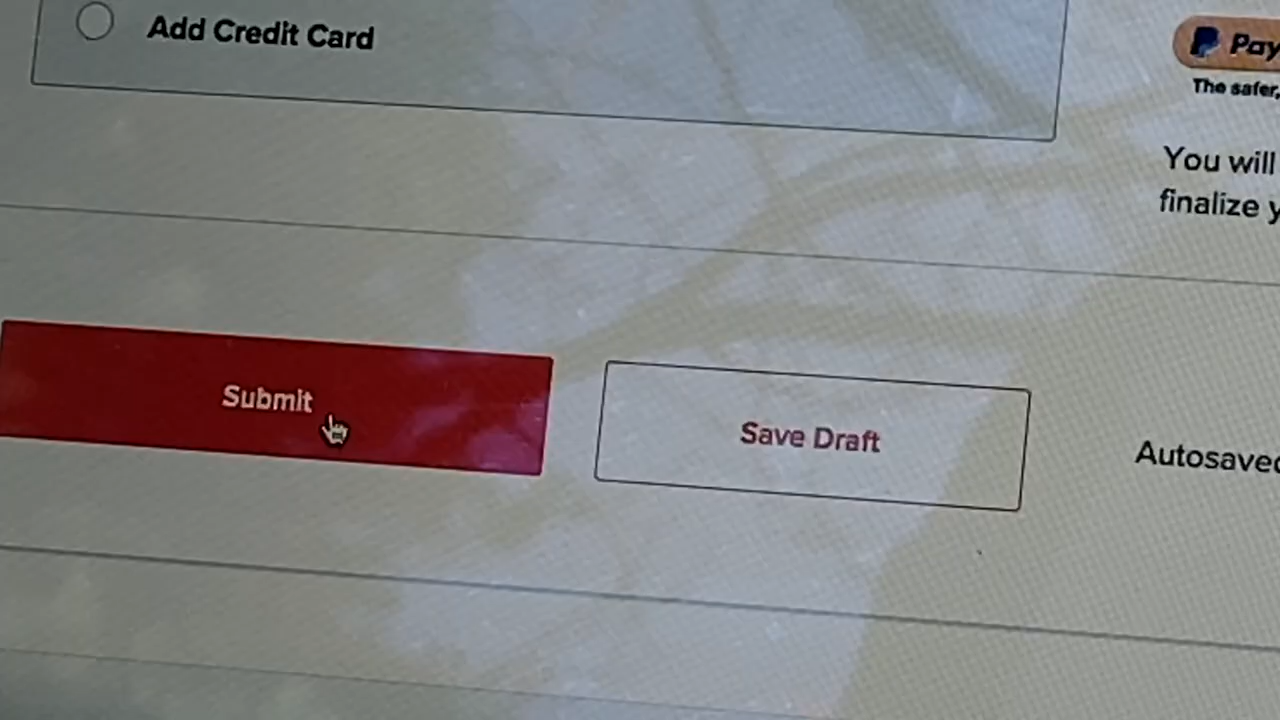 Add Credit Card
Pay
The safer,
You will
finalize y
Submit
Save Draft
Autosaved